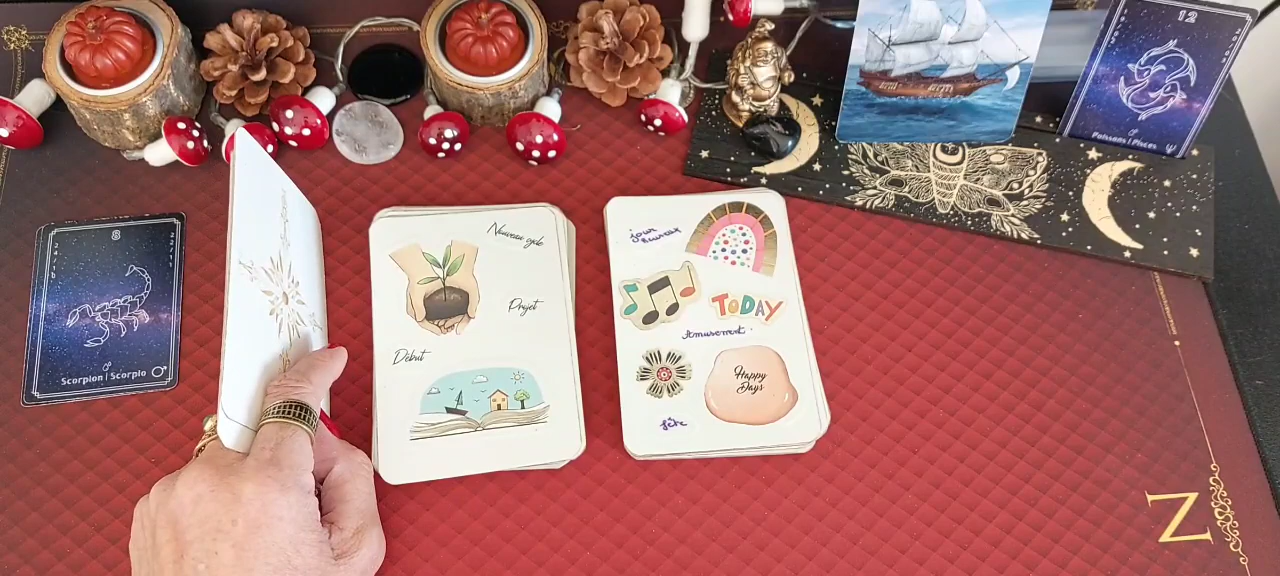 12
Poissons | Pisces
8
Scorpion | Scorpio
Nouveau cycle
Projet
Début
jour
heureux
TODAY
Amusement
Happy
Days
fête
N